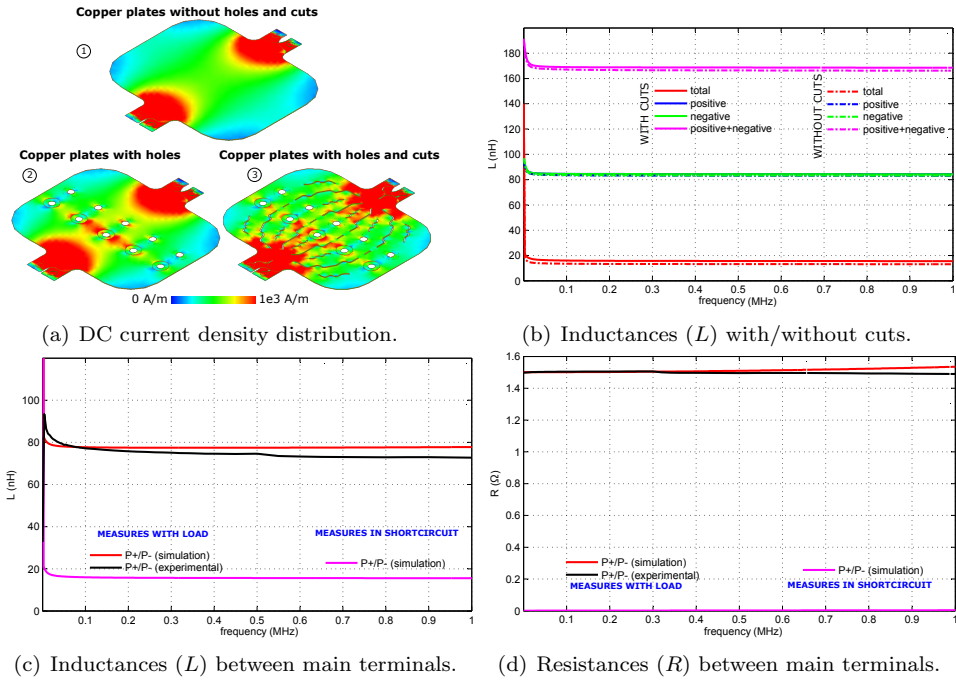 Copper plates without holes and cuts
1
Copper plates with holes
2
Copper plates with holes and cuts
3
0 A/m
1e3 A/m
(a) DC current density distribution.
200
180
160
140
120
100
80
60
40
20
0
L (nH)
WITH CUTS
total
positive
negative
positive+negative
WITHOUT CUTS
total
positive
negative
positive+negative
0.1 0.2 0.3 0.4 0.5 0.6 0.7 0.8 0.9 1
frequency (MHz)
(b) Inductances (L) with/without cuts.
100
80
60
40
20
0
L (nH)
MEASURES WITH LOAD
P+/P- (simulation)
P+/P- (experimental)
MEASURES IN SHORTCIRCUIT
P+/P- (simulation)
0.1 0.2 0.3 0.4 0.5 0.6 0.7 0.8 0.9 1
frequency (MHz)
(c) Inductances (L) between main terminals.
1.6
1.4
1.2
1
0.8
0.6
0.4
0.2
0
R (Ω)
P+/P- (simulation)
P+/P- (experimental)
MEASURES WITH LOAD
P+/P- (simulation)
MEASURES IN SHORTCIRCUIT
0.1 0.2 0.3 0.4 0.5 0.6 0.7 0.8 0.9 1
frequency (MHz)
(d) Resistances (R) between main terminals.